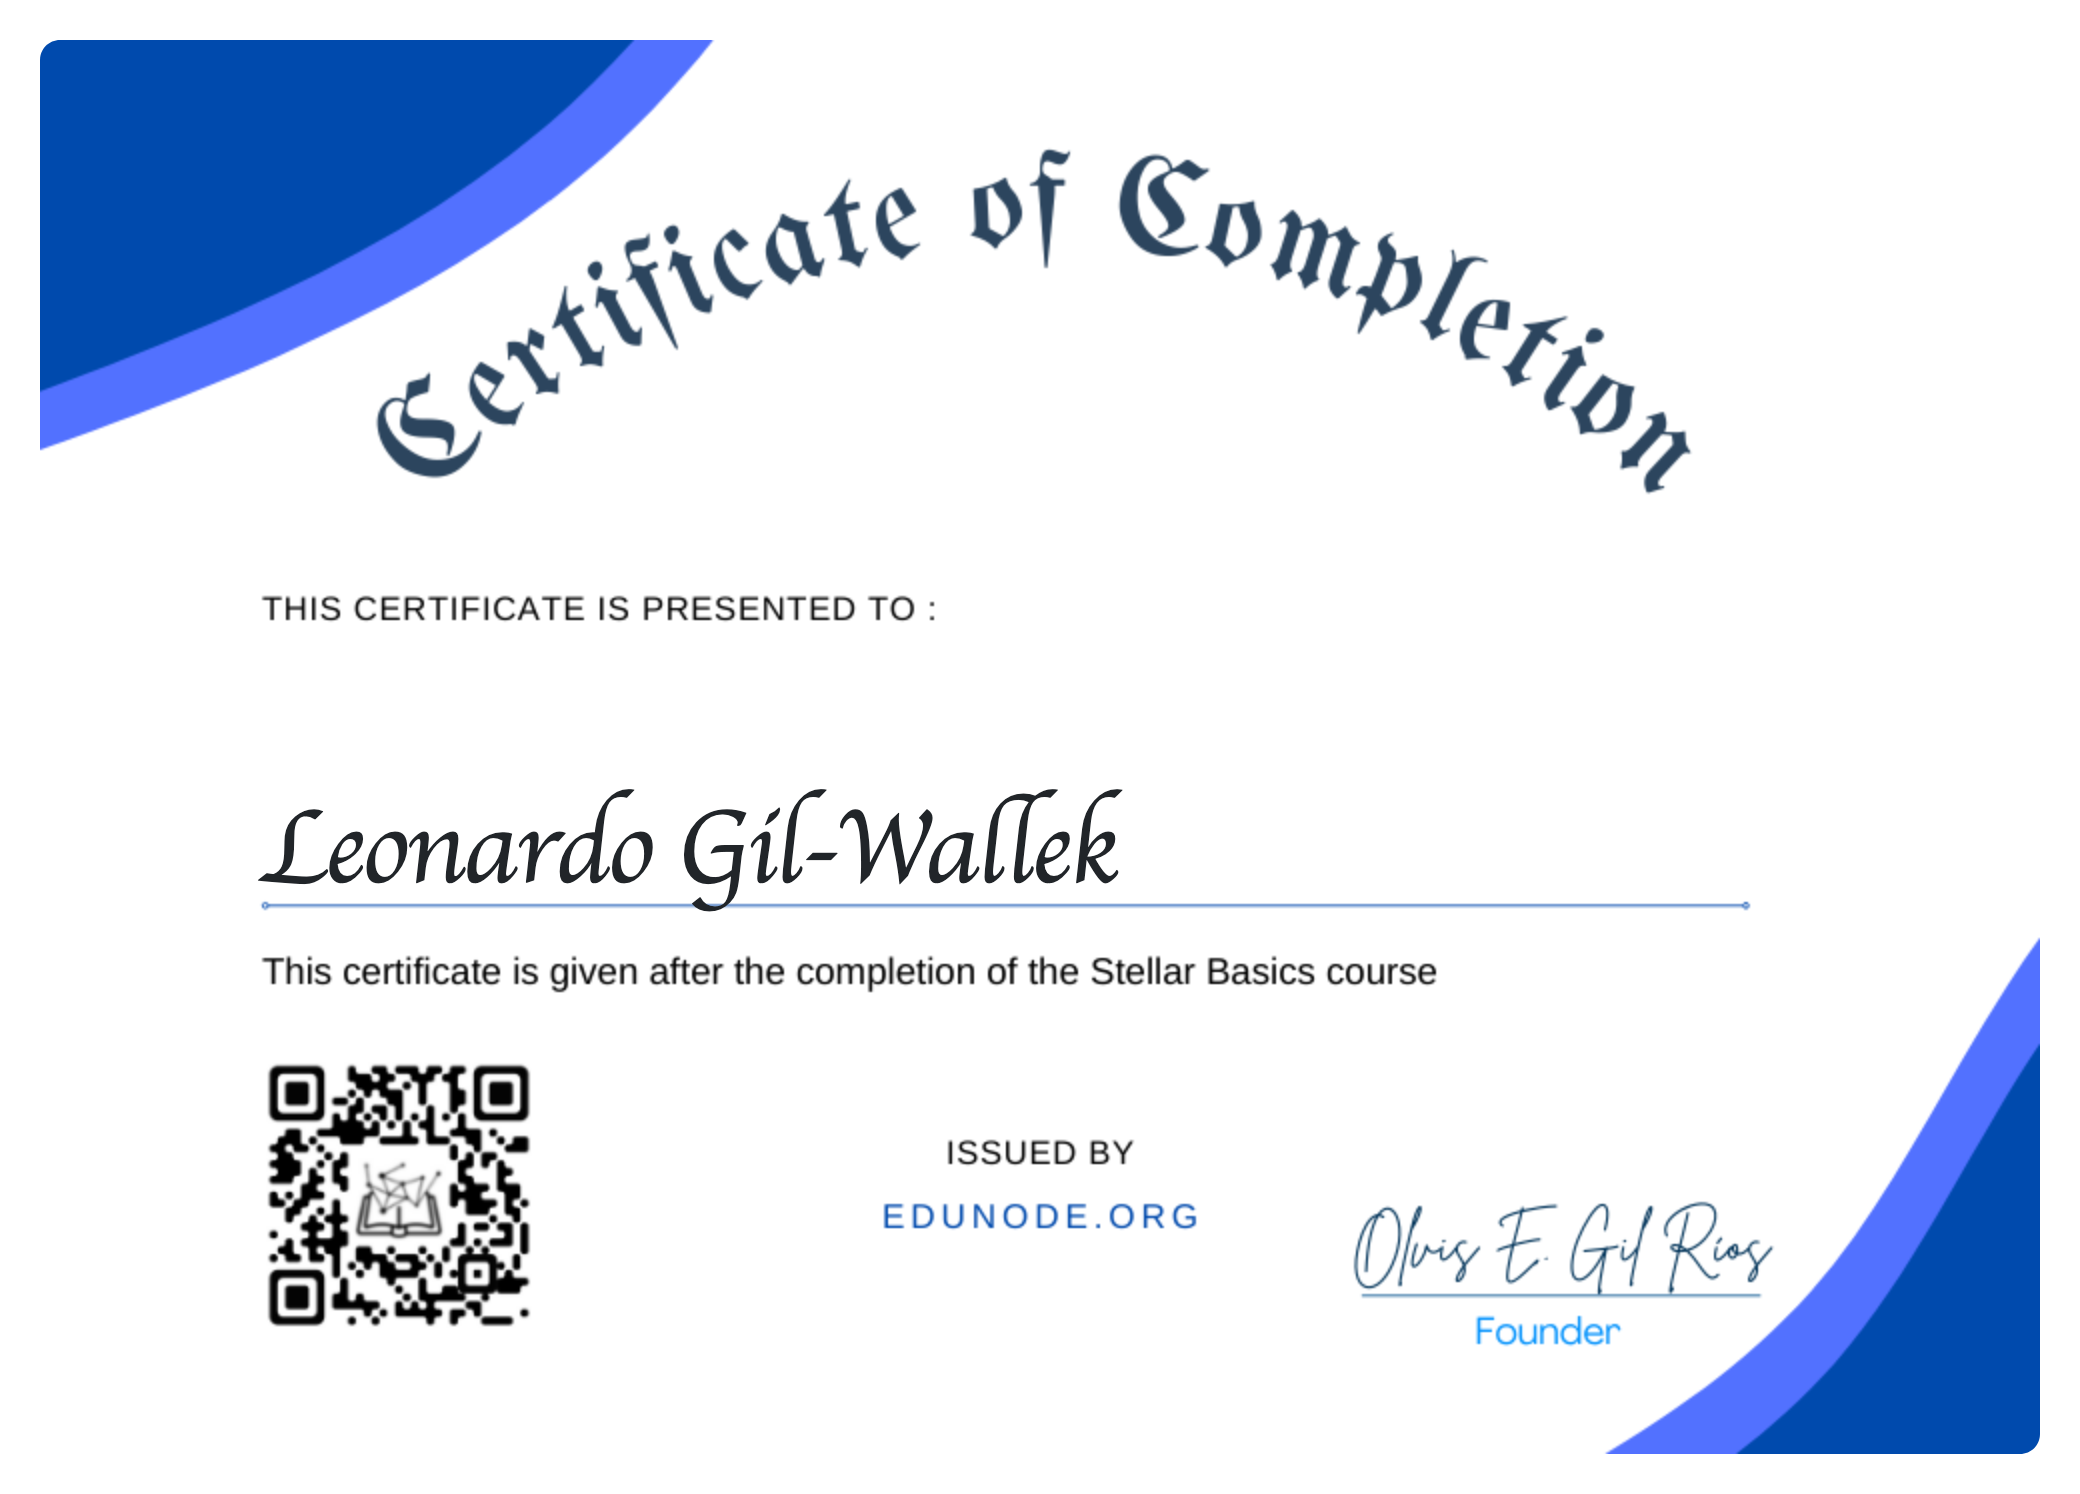 Certificate of Completion
THIS CERTIFICATE IS PRESENTED TO :
Leonardo Gil-Wallek
This certificate is given after the completion of the Stellar Basics course
ISSUED BY
EDUNODE.ORG
Olvis E. Gil Ríos
Founder